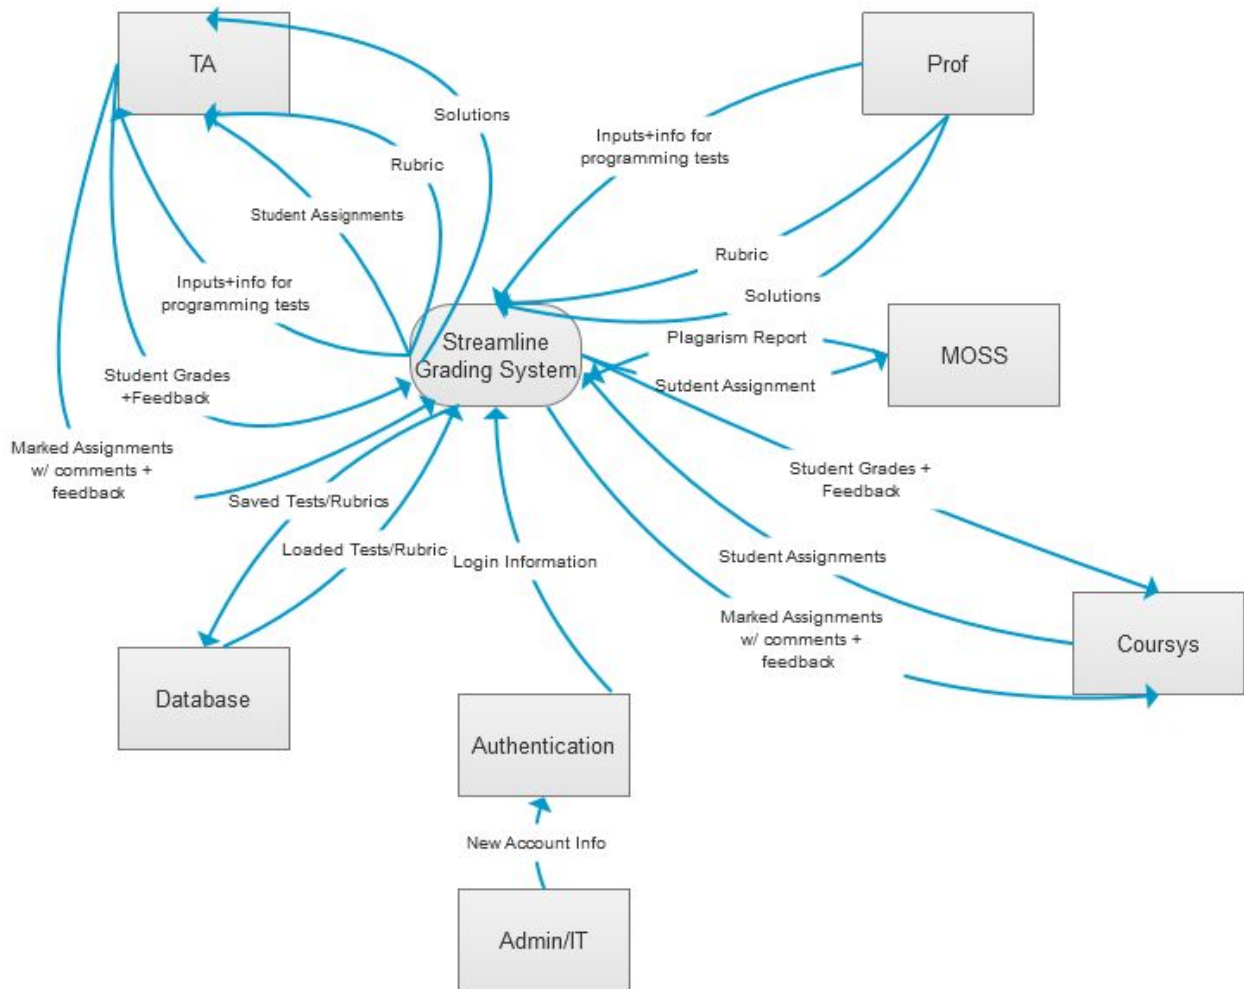 TA
Prof
Solutions
Inputs+info for
programming tests
Rubric
Student Assignments
Rubric
Inputs+info for
programming tests
Solutions
Streamline
Grading System
Plagarism Report
MOSS
Student Grades
+Feedback
Sutdent Assignment
Marked Assignments
w/ comments +
feedback
Student Grades +
Feedback
Saved Tests/Rubrics
Loaded Tests/Rubric
Login Information
Student Assignments
Marked Assignments
w/ comments +
feedback
Coursys
Database
Authentication
New Account Info
Admin/IT